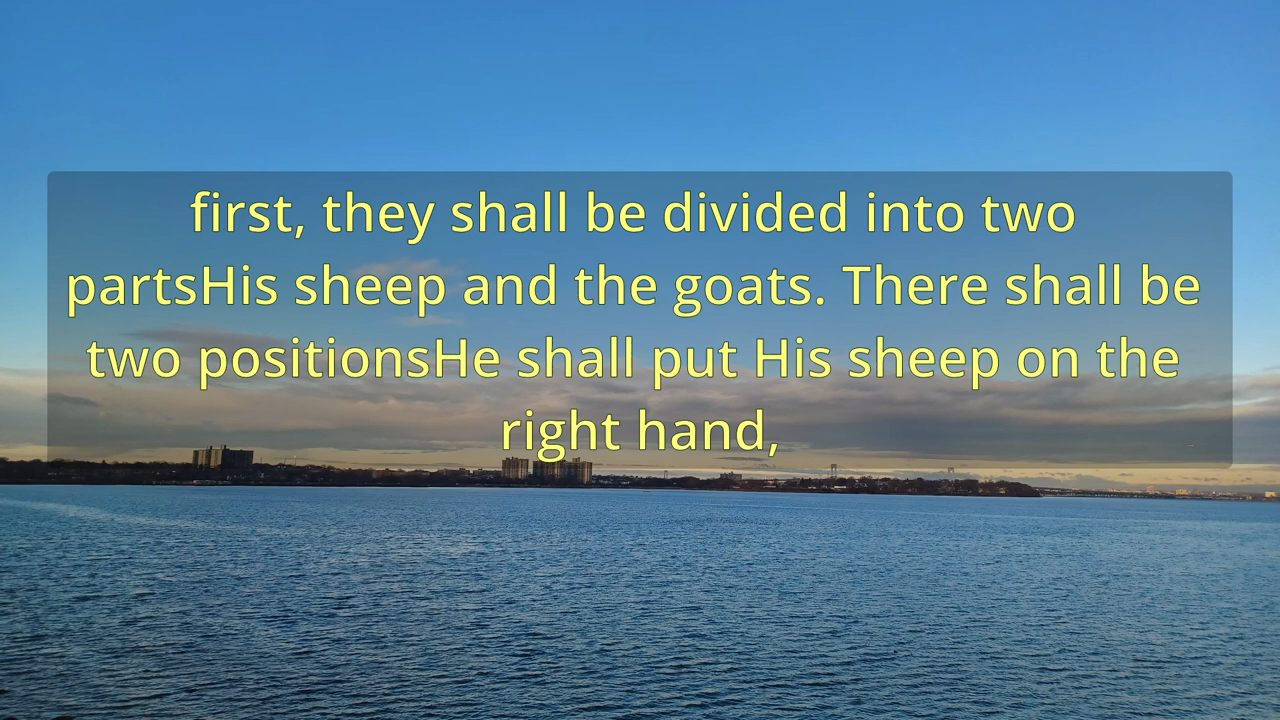 first, they shall be divided into two
partsHis sheep and the goats. There shall be
two positionsHe shall put His sheep on the
right hand,